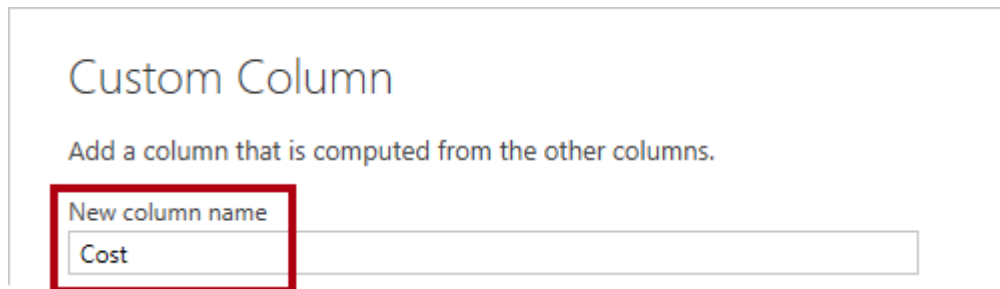 Custom Column
Add a column that is computed from the other columns.
New column name
Cost